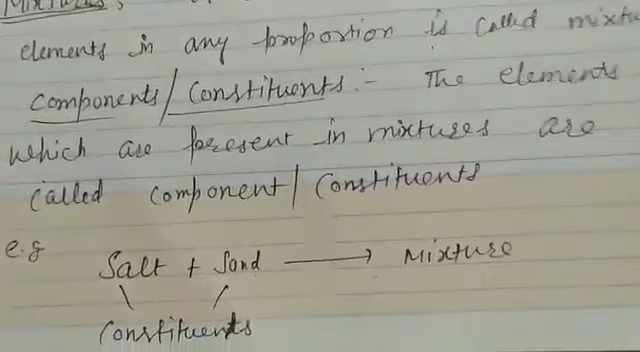 Mixtures:
elements in any proportion is called mixtu
components/constituents:- The elements
which are present in mixtures are
called component/constituents
e.g
Salt + Sand ⟶ Mixture
Constituents